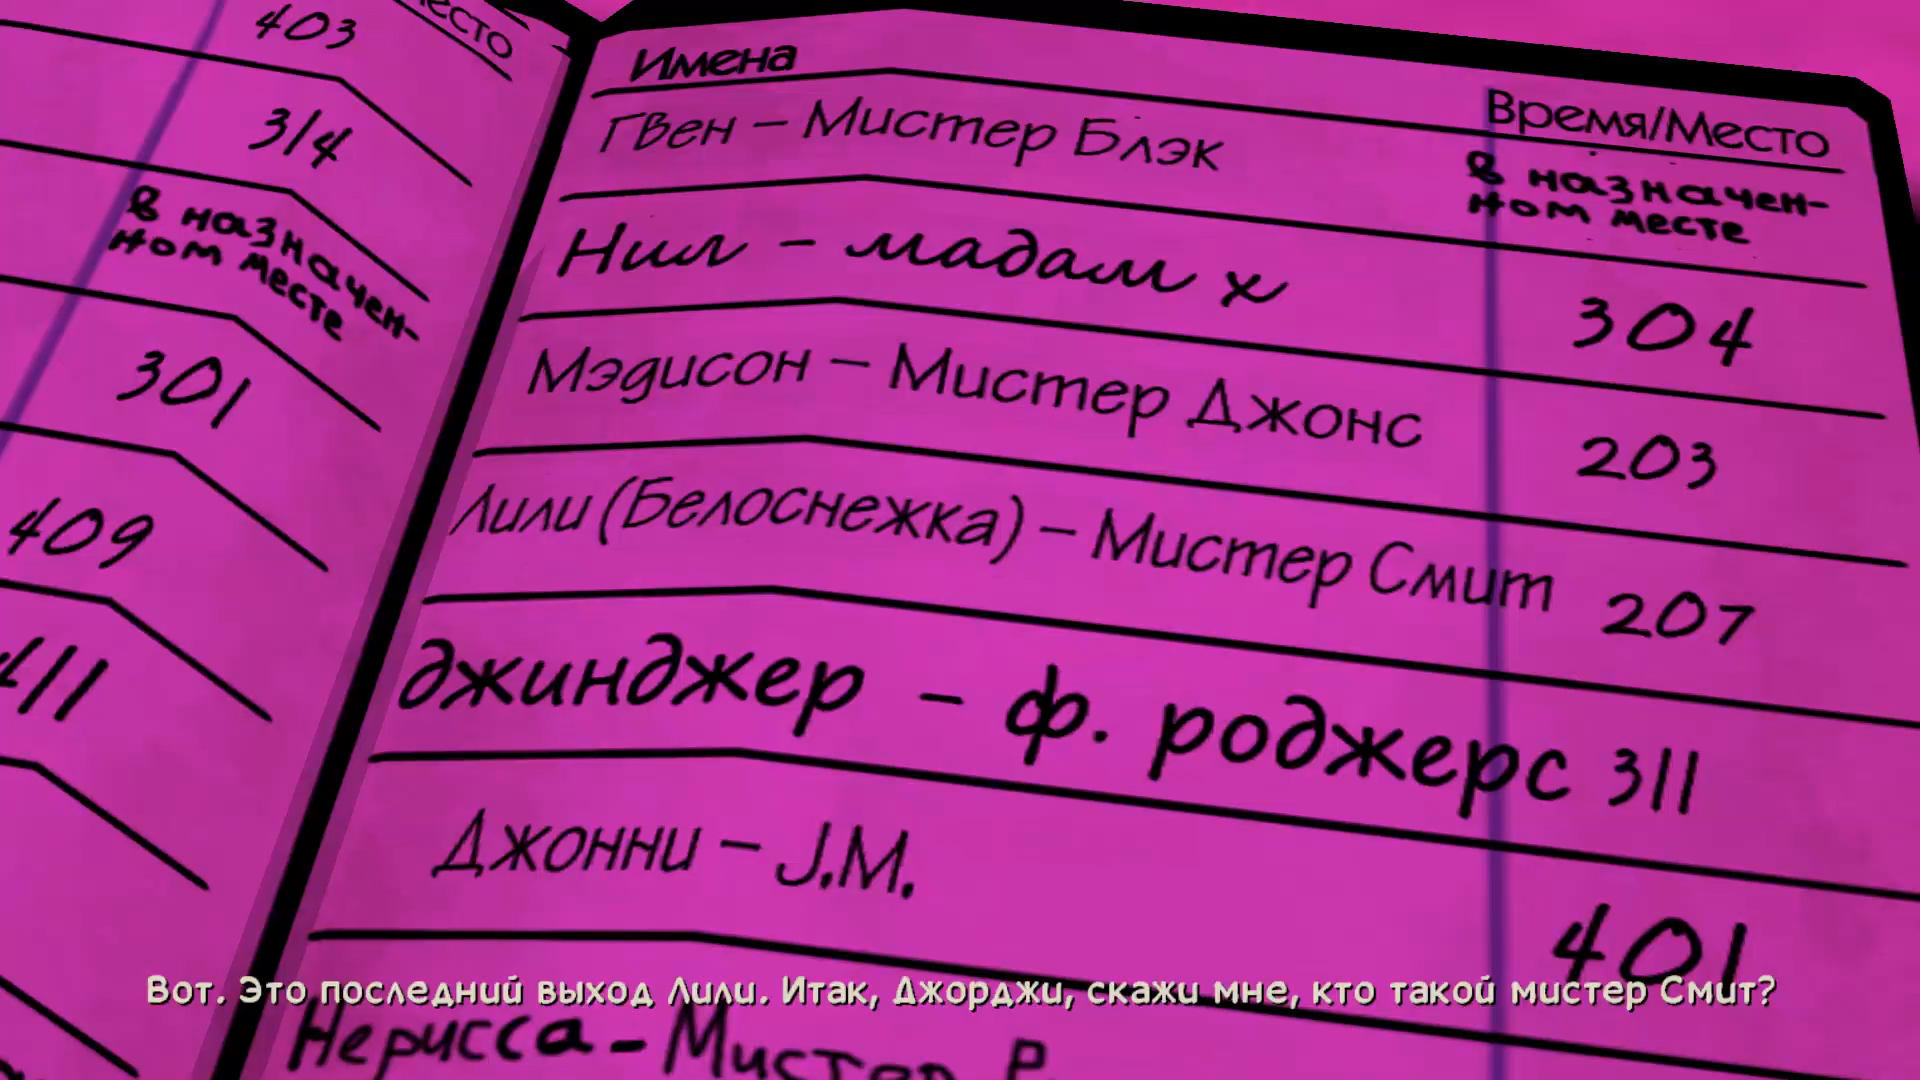 место
403
314
в назначен-
ном месте
301
409
411
Имена
Время/Место
Гвен – Мистер Блэк
в назначен-
ном месте
Нил – мадам х
304
Мэдисон – Мистер Джонс
203
Лили (Белоснежка) – Мистер Смит
207
джинджер – ф. роджерс
311
Джонни – J.M.
401
Вот. Это последний выход Лили. Итак, Джорджи, скажи мне, кто такой мистер Смит?
Нерисса – Мистер